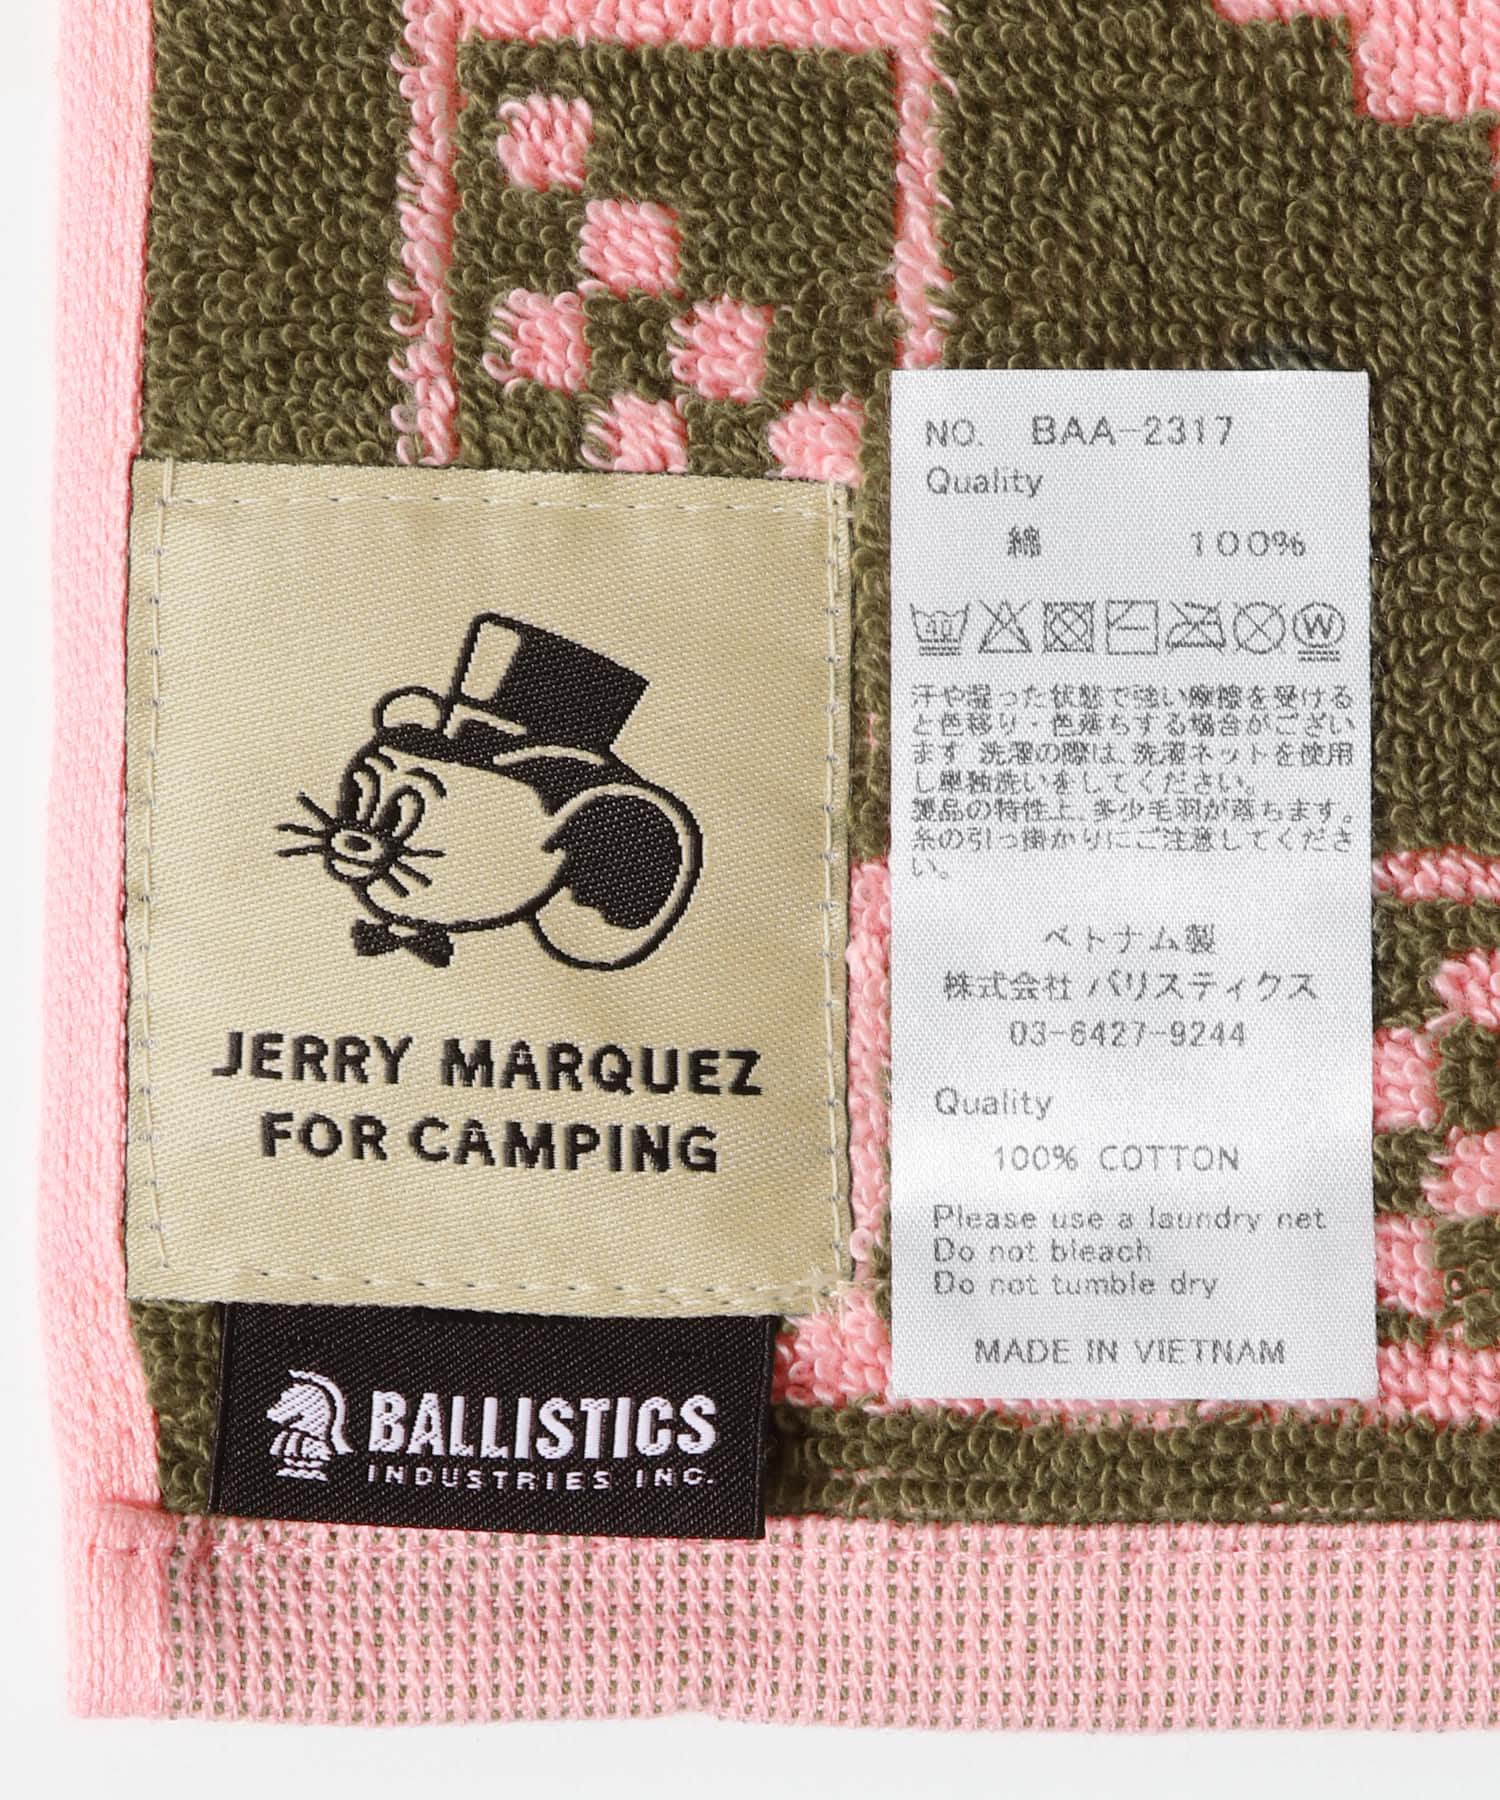 JERRY MARQUEZ
FOR CAMPING
BALLISTICS
INDUSTRIES INC.
NO. BAA-2317
Quality
綿 100%
40
W
汗や湿った状態で強い摩擦を受ける
と色移り・色落ちする場合がござい
ます 洗濯の際は、洗濯ネットを使用
し単独洗いをしてください。
製品の特性上、多少毛羽が落ちます。
糸の引っ掛かりにご注意してくださ
い。
ベトナム製
株式会社 バリスティクス
03-6427-9244
Quality
100% COTTON
Please use a laundry net
Do not bleach
Do not tumble dry
MADE IN VIETNAM